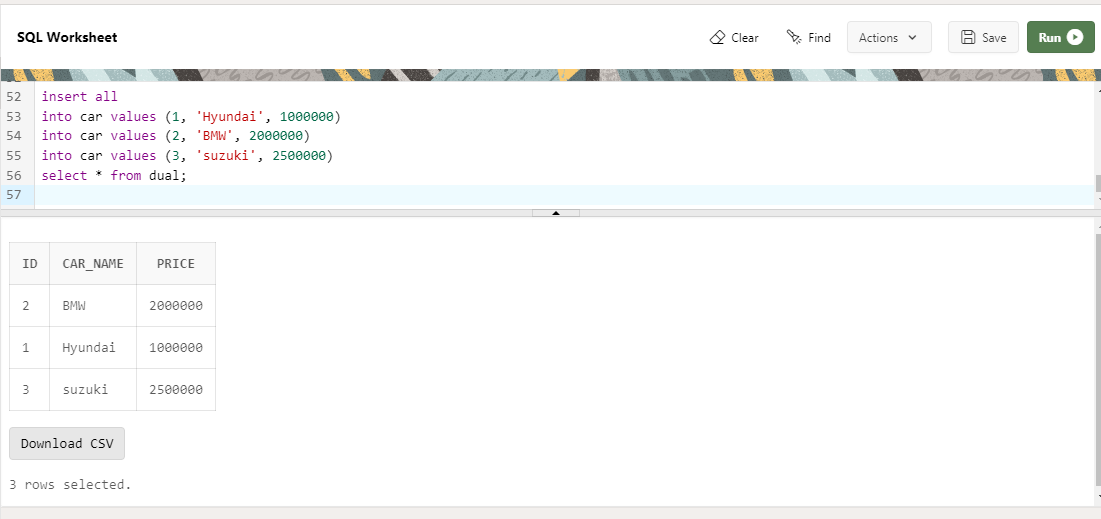 SQL Worksheet Clear Find Actions Save Run
52 insert all
53 into car values (1, 'Hyundai', 1000000)
54 into car values (2, 'BMW', 2000000)
55 into car values (3, 'suzuki', 2500000)
56 select * from dual;
57
ID CAR_NAME PRICE
2 BMW 2000000
1 Hyundai 1000000
3 suzuki 2500000
Download CSV
3 rows selected.